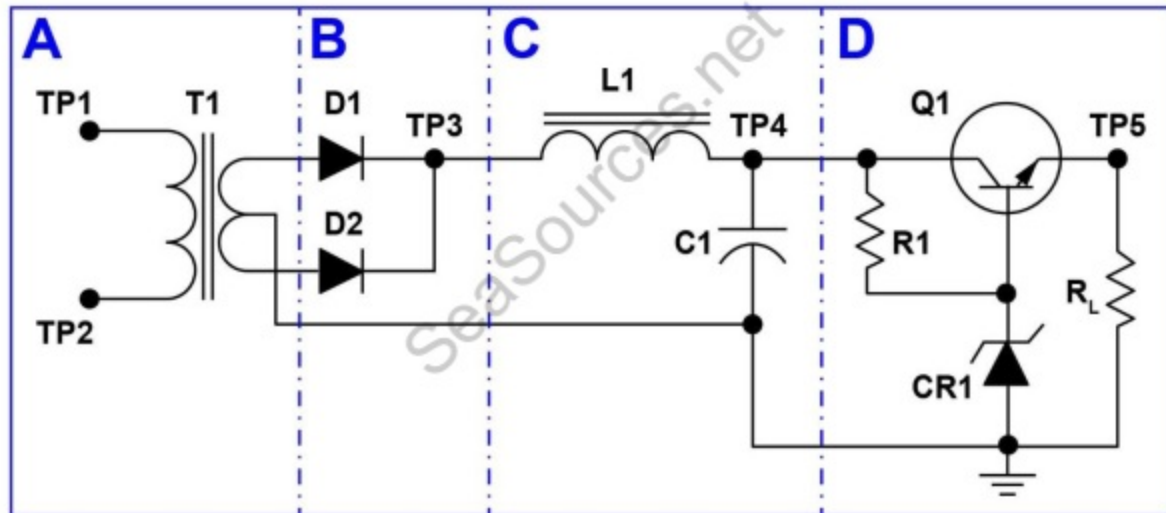 A B C D
L1
TP1 T1 D1 Q1
TP3 TP4 TP5
D2
C1 R1
RL
TP2
CR1
SeaSources.net